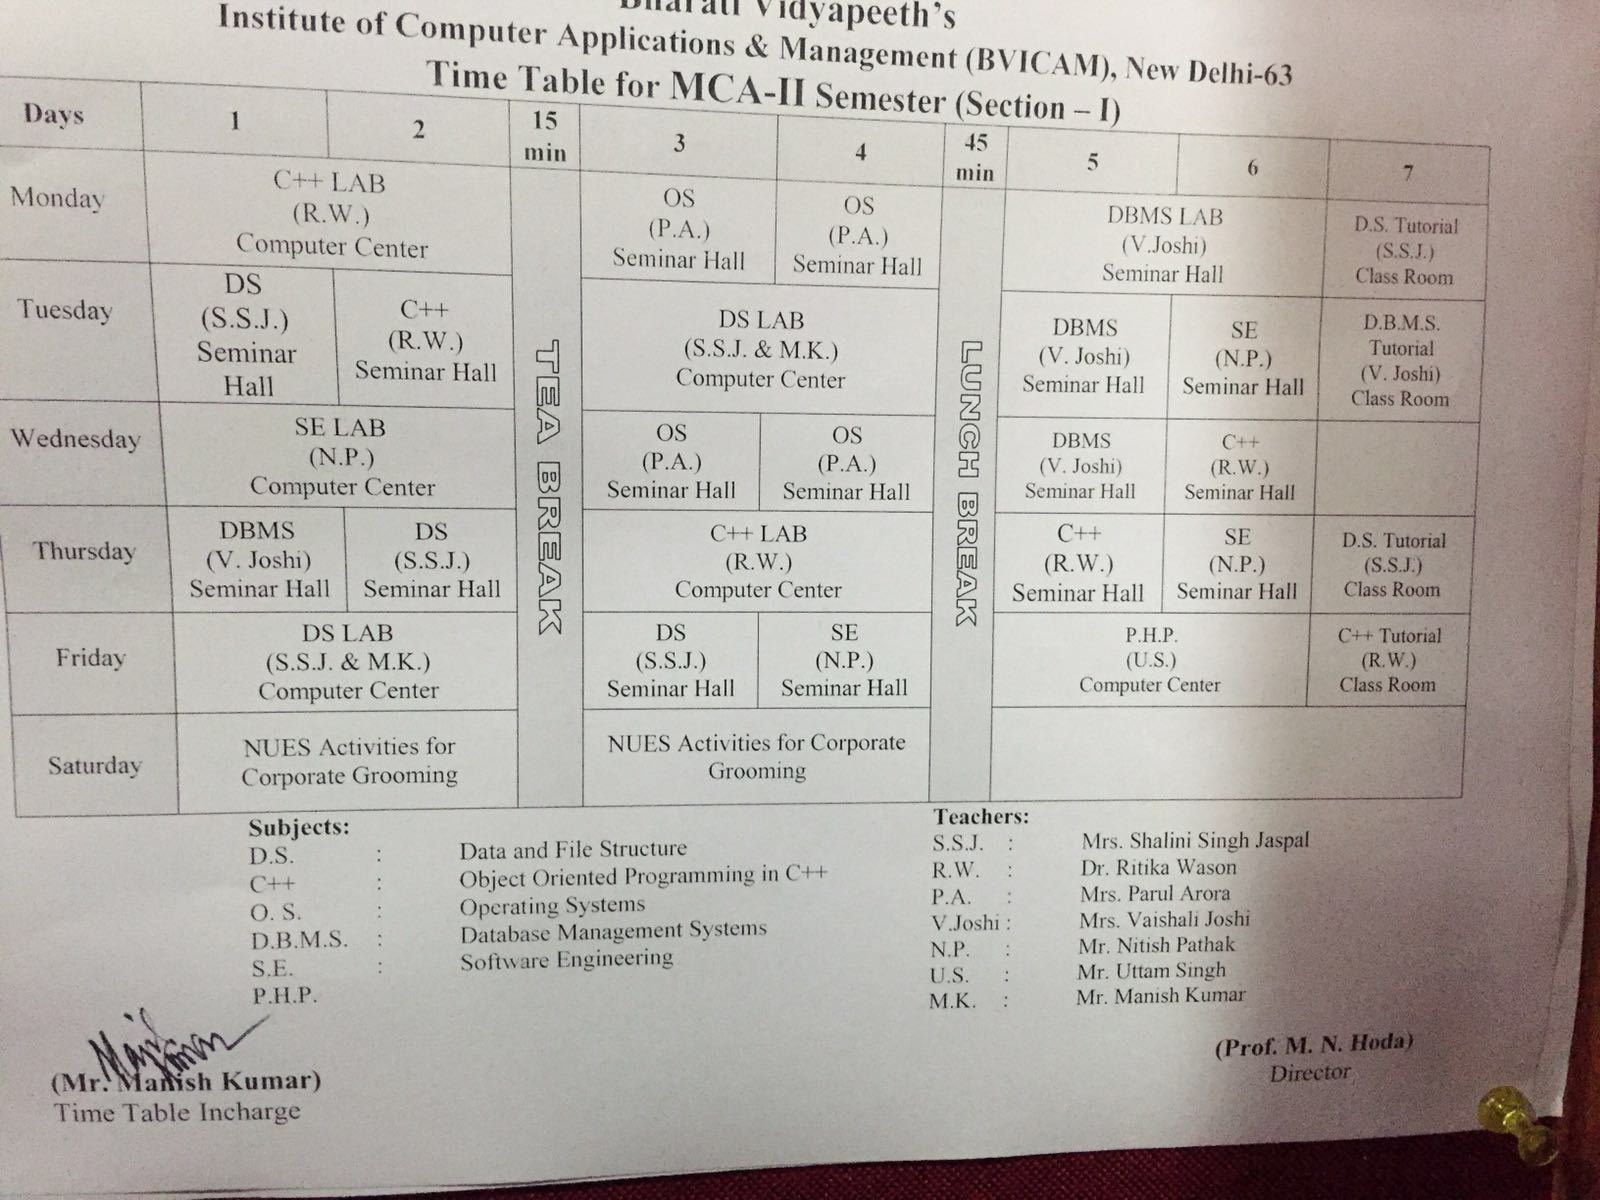 Bharati Vidyapeeth's
Institute of Computer Applications & Management (BVICAM), New Delhi-63
Time Table for MCA-II Semester (Section – I)
Days 1 2 15 min 3 4 45 min 5 6 7
Monday
C++ LAB
(R.W.)
Computer Center
OS
(P.A.)
Seminar Hall
OS
(P.A.)
Seminar Hall
DBMS LAB
(V.Joshi)
Seminar Hall
D.S. Tutorial
(S.S.J.)
Class Room
Tuesday
DS
(S.S.J.)
Seminar
Hall
C++
(R.W.)
Seminar Hall
TEA BREAK
DS LAB
(S.S.J. & M.K.)
Computer Center
LUNCH BREAK
DBMS
(V. Joshi)
Seminar Hall
SE
(N.P.)
Seminar Hall
D.B.M.S.
Tutorial
(V. Joshi)
Class Room
Wednesday
SE LAB
(N.P.)
Computer Center
OS
(P.A.)
Seminar Hall
OS
(P.A.)
Seminar Hall
DBMS
(V. Joshi)
Seminar Hall
C++
(R.W.)
Seminar Hall
Thursday
DBMS
(V. Joshi)
Seminar Hall
DS
(S.S.J.)
Seminar Hall
C++ LAB
(R.W.)
Computer Center
C++
(R.W.)
Seminar Hall
SE
(N.P.)
Seminar Hall
D.S. Tutorial
(S.S.J.)
Class Room
Friday
DS LAB
(S.S.J. & M.K.)
Computer Center
DS
(S.S.J.)
Seminar Hall
SE
(N.P.)
Seminar Hall
P.H.P.
(U.S.)
Computer Center
C++ Tutorial
(R.W.)
Class Room
Saturday
NUES Activities for
Corporate Grooming
NUES Activities for Corporate
Grooming
Subjects:
D.S. : Data and File Structure
C++ : Object Oriented Programming in C++
O. S. : Operating Systems
D.B.M.S. : Database Management Systems
S.E. : Software Engineering
P.H.P.
Teachers:
S.S.J. : Mrs. Shalini Singh Jaspal
R.W. : Dr. Ritika Wason
P.A. : Mrs. Parul Arora
V.Joshi : Mrs. Vaishali Joshi
N.P. : Mr. Nitish Pathak
U.S. : Mr. Uttam Singh
M.K. : Mr. Manish Kumar
(Mr. Manish Kumar)
Time Table Incharge
(Prof. M. N. Hoda)
Director